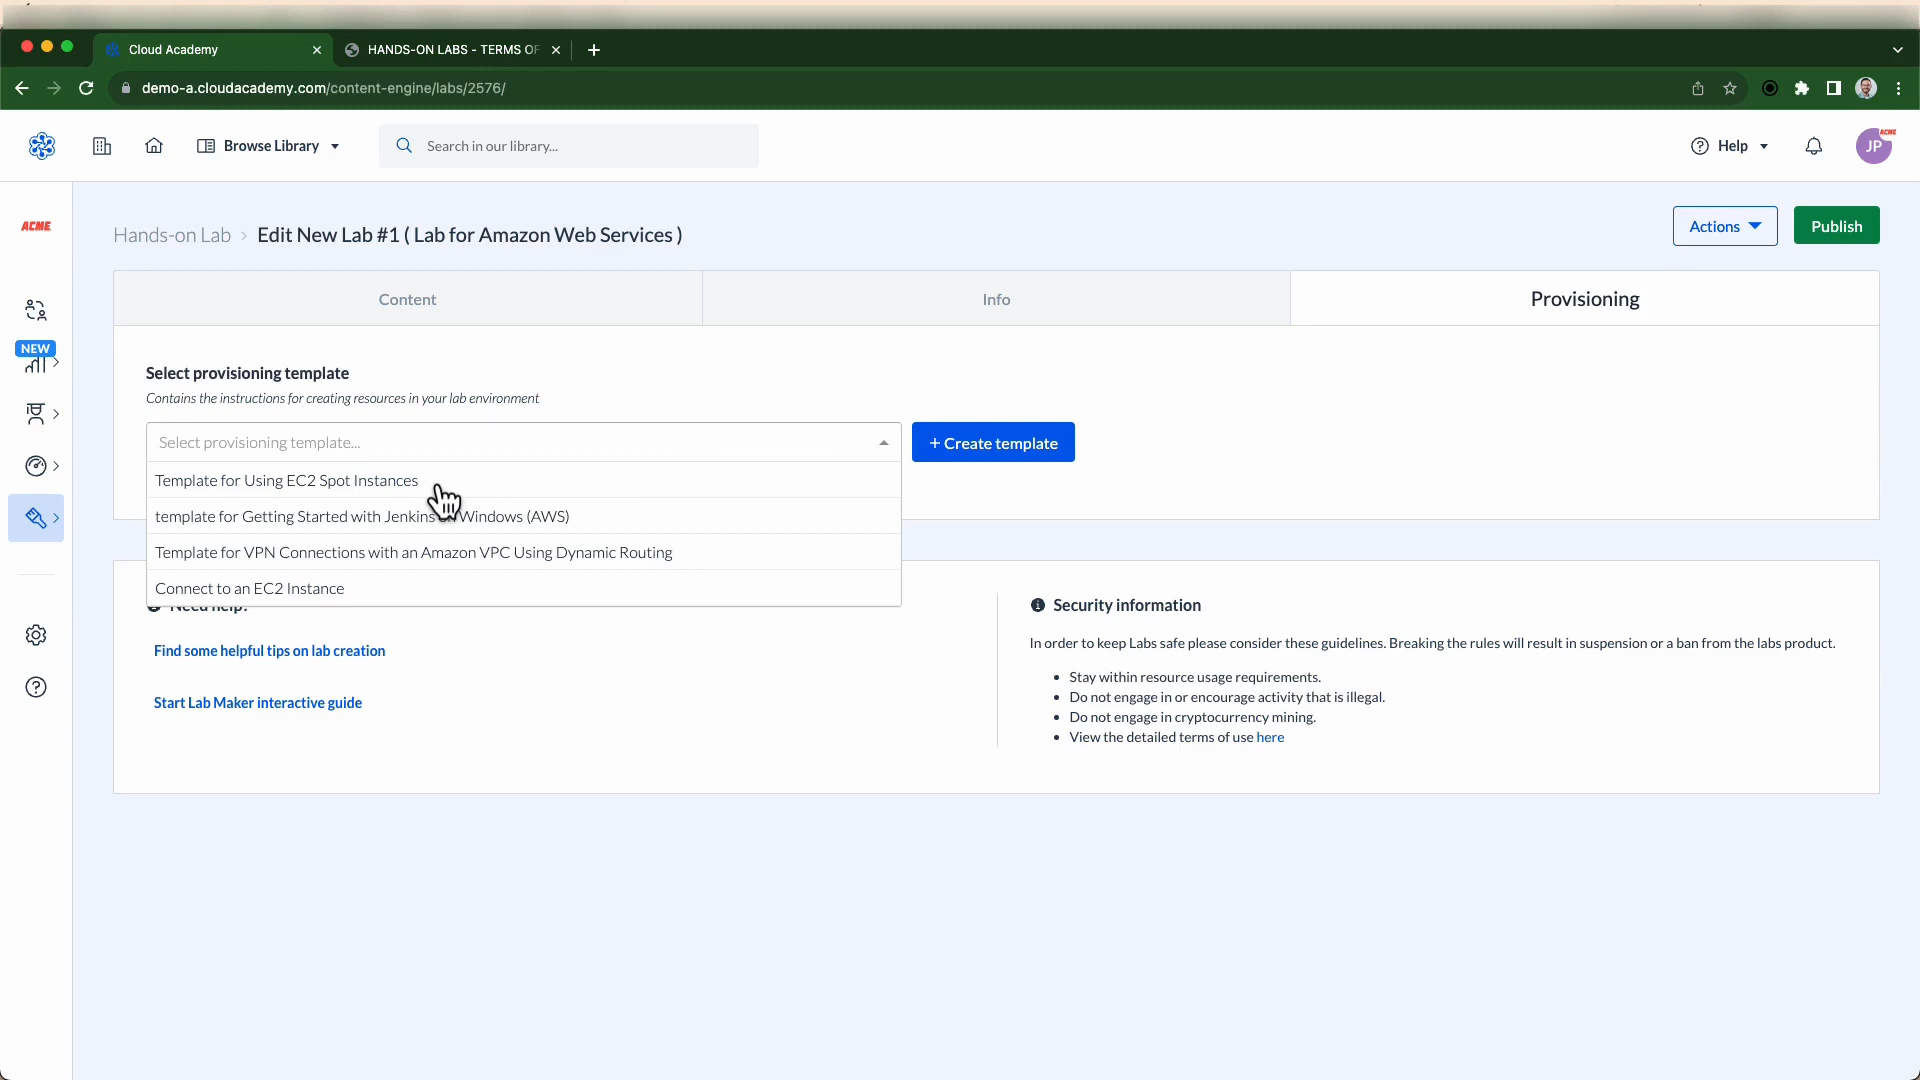 Cloud Academy
HANDS-ON LABS - TERMS OF
demo-a.cloudacademy.com/content-engine/labs/2576/
Browse Library
Search in our library...
Help
JP
ACME
ACME
Hands-on Lab > Edit New Lab #1 ( Lab for Amazon Web Services )
Actions
Publish
Content
Info
Provisioning
NEW
Select provisioning template
Contains the instructions for creating resources in your lab environment
Select provisioning template...
+ Create template
Template for Using EC2 Spot Instances
template for Getting Started with Jenkins on Windows (AWS)
Template for VPN Connections with an Amazon VPC Using Dynamic Routing
Connect to an EC2 Instance
Need help?
Find some helpful tips on lab creation
Start Lab Maker interactive guide
Security information
In order to keep Labs safe please consider these guidelines. Breaking the rules will result in suspension or a ban from the labs product.
• Stay within resource usage requirements.
• Do not engage in or encourage activity that is illegal.
• Do not engage in cryptocurrency mining.
• View the detailed terms of use here